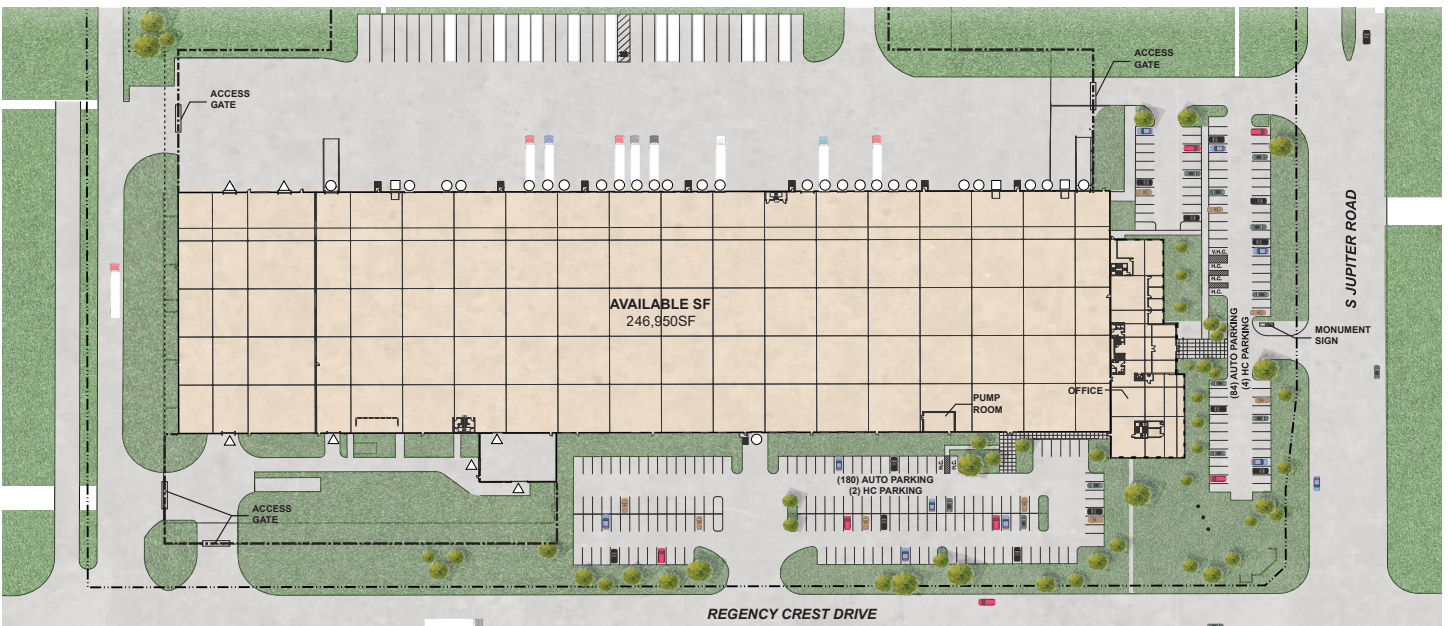 ACCESS
GATE
ACCESS
GATE
S JUPITER ROAD
V.H.C.
H.C.
H.C.
H.C.
AVAILABLE SF
246,950SF
MONUMENT
SIGN
(84) AUTO PARKING
(4) HC PARKING
OFFICE
PUMP
ROOM
H.C.
H.C.
(180) AUTO PARKING
(2) HC PARKING
ACCESS
GATE
REGENCY CREST DRIVE